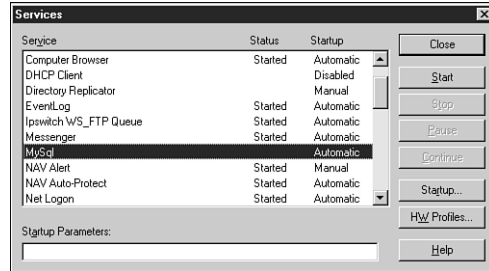 Services
Service Status Startup
Computer Browser Started Automatic
DHCP Client Disabled
Directory Replicator Manual
EventLog Started Automatic
Ipswitch WS_FTP Queue Started Automatic
Messenger Started Automatic
MySql Automatic
NAV Alert Started Manual
NAV Auto-Protect Started Automatic
Net Logon Started Automatic
Startup Parameters:
Close
Start
Stop
Pause
Continue
Startup...
HW Profiles...
Help